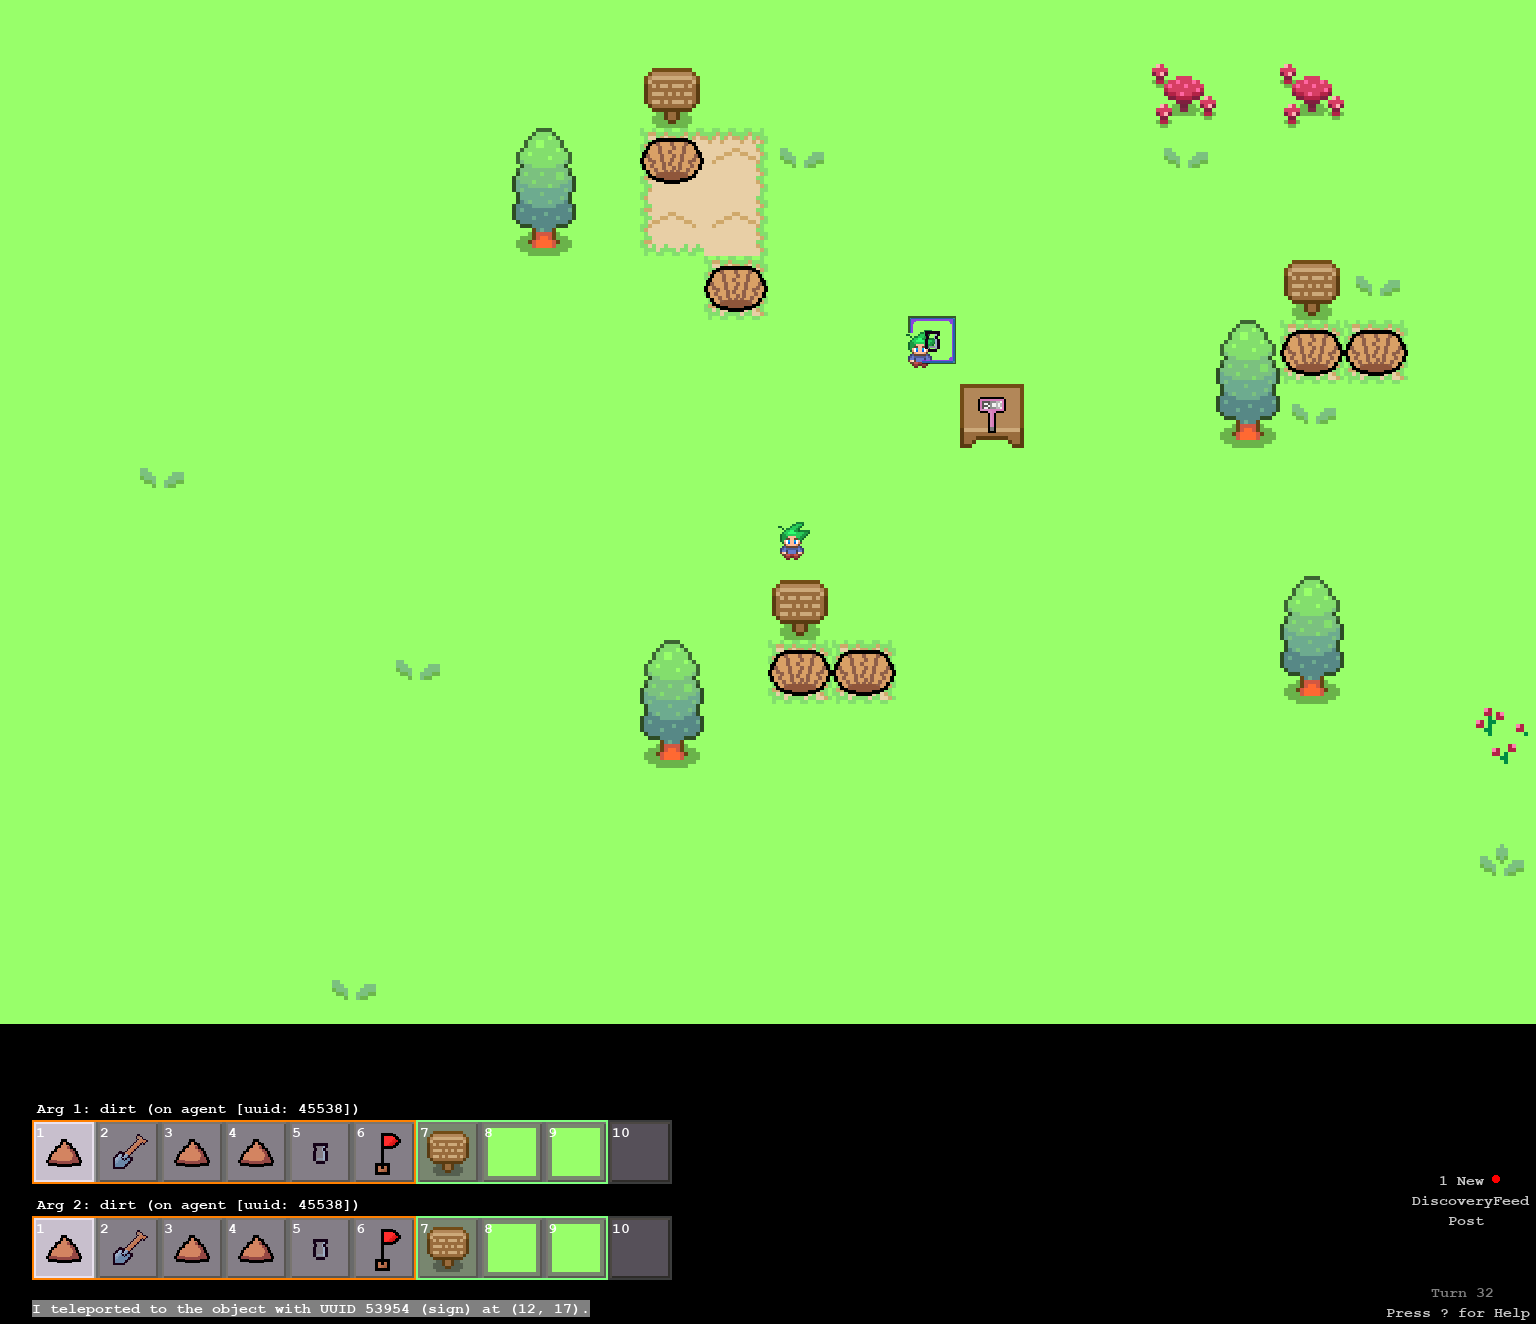 Arg 1: dirt (on agent [uuid: 45538])
1 2 3 4 5 6 7 8 9 10
Arg 2: dirt (on agent [uuid: 45538])
1 2 3 4 5 6 7 8 9 10
1 New
DiscoveryFeed
Post
I teleported to the object with UUID 53954 (sign) at (12, 17).
Turn 32
Press ? for Help